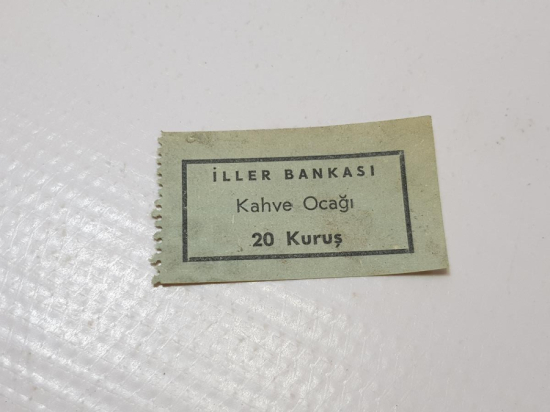 İLLER BANKASI
Kahve Ocağı
20 Kuruş